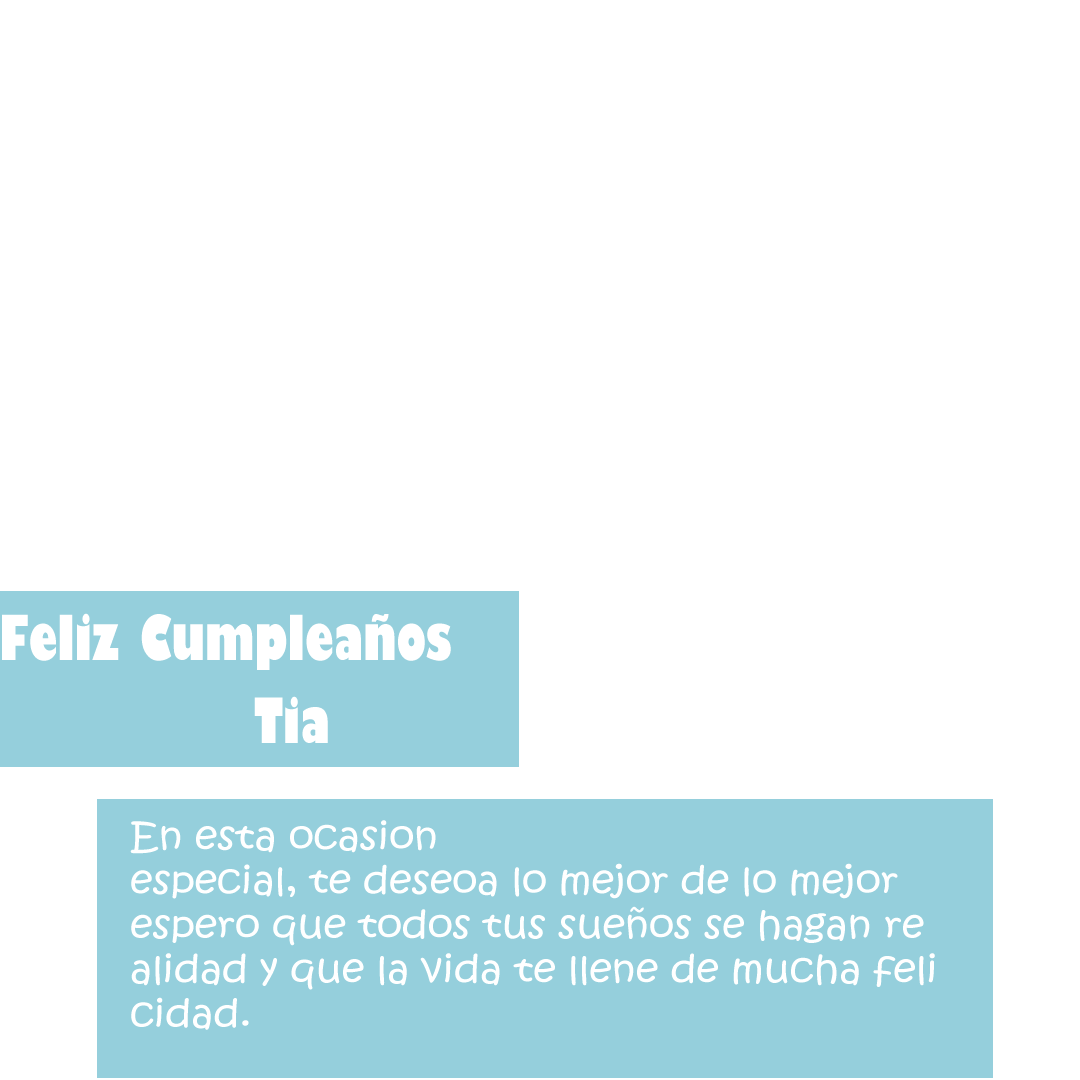 Feliz Cumpleaños
Tia
En esta ocasion
especial, te deseoa lo mejor de lo mejor
espero que todos tus sueños se hagan re
alidad y que la vida te llene de mucha feli
cidad.